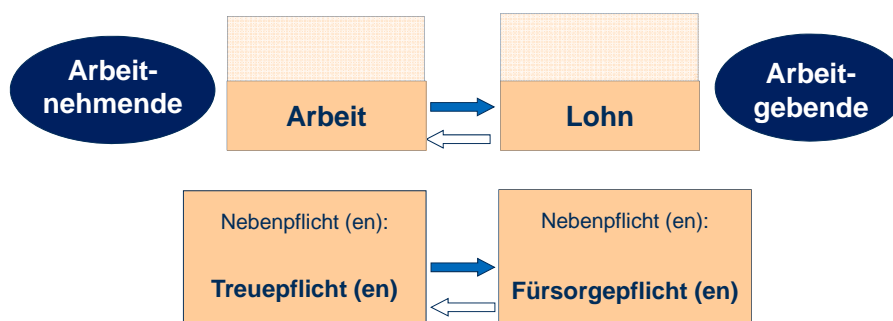 Arbeit-
nehmende
Arbeit
Lohn
Arbeit-
gebende
Nebenpflicht (en):
Treuepflicht (en)
Nebenpflicht (en):
Fürsorgepflicht (en)